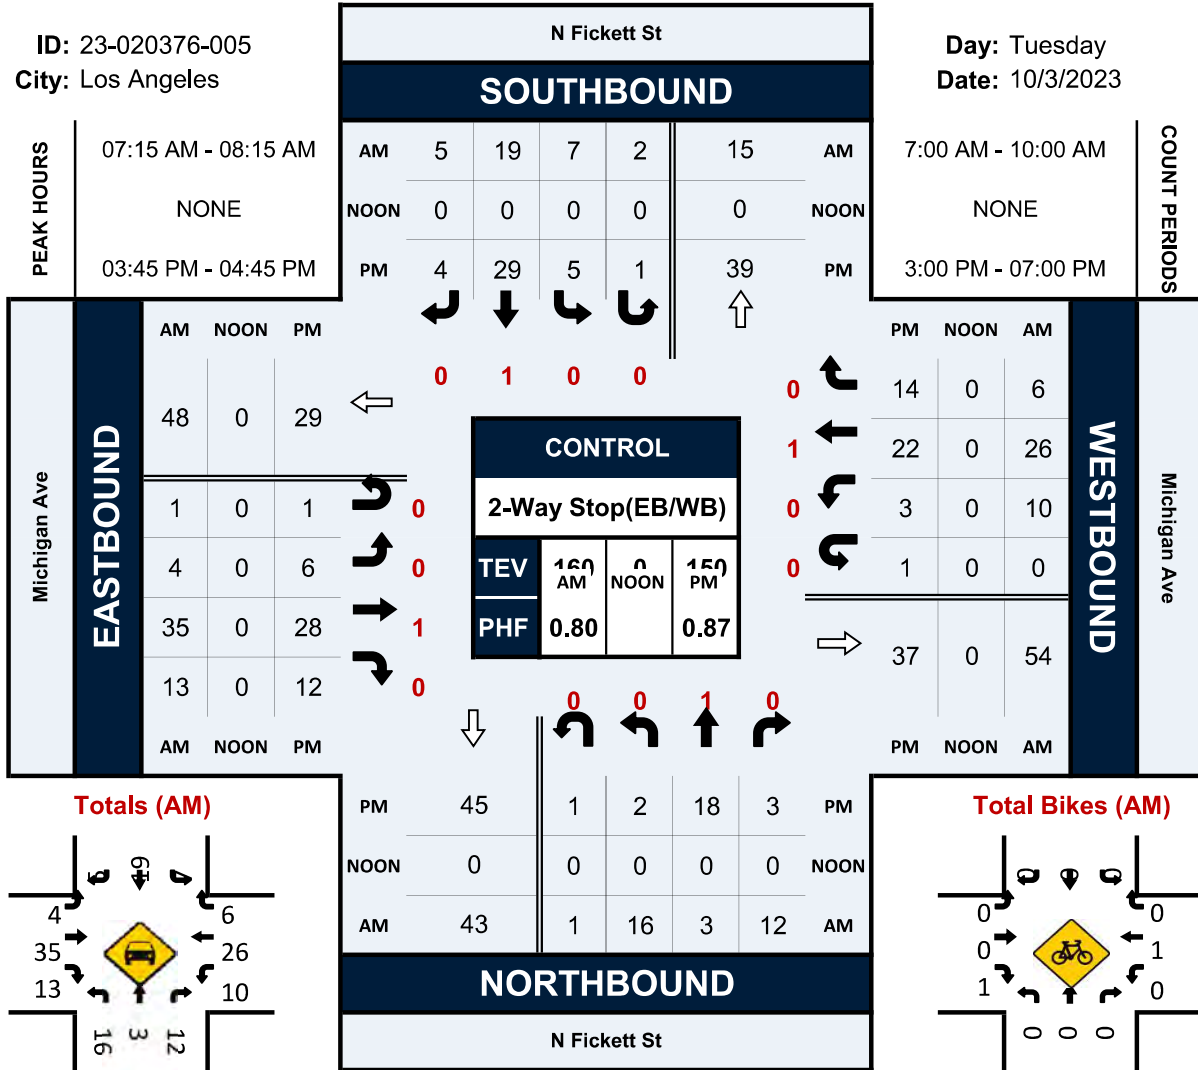 ID: 23-020376-005
City: Los Angeles
N Fickett St
Day: Tuesday
Date: 10/3/2023
SOUTHBOUND
PEAK HOURS
07:15 AM - 08:15 AM
NONE
03:45 PM - 04:45 PM
AM 5 19 7 2 15 AM
NOON 0 0 0 0 0 NOON
PM 4 29 5 1 39 PM
7:00 AM - 10:00 AM
NONE
3:00 PM - 07:00 PM
COUNT PERIODS
0 1 0 0
Michigan Ave
EASTBOUND
AM NOON PM
48 0 29
1 0 1 0
4 0 6 0
35 0 28 1
13 0 12 0
AM NOON PM
CONTROL
2-Way Stop(EB/WB)
TEV 160 0 150
AM NOON PM
PHF 0.80 0.87
PM NOON AM
0 14 0 6
1 22 0 26
0 3 0 10
0 1 0 0
37 0 54
PM NOON AM
WESTBOUND
Michigan Ave
0 0 1 0
PM 45 1 2 18 3 PM
NOON 0 0 0 0 0 NOON
AM 43 1 16 3 12 AM
NORTHBOUND
N Fickett St
Totals (AM)
19
4 6
35 26
13 10
16 3 12
Total Bikes (AM)
0 0 0
0 0
0 1
1 0
0 0 0